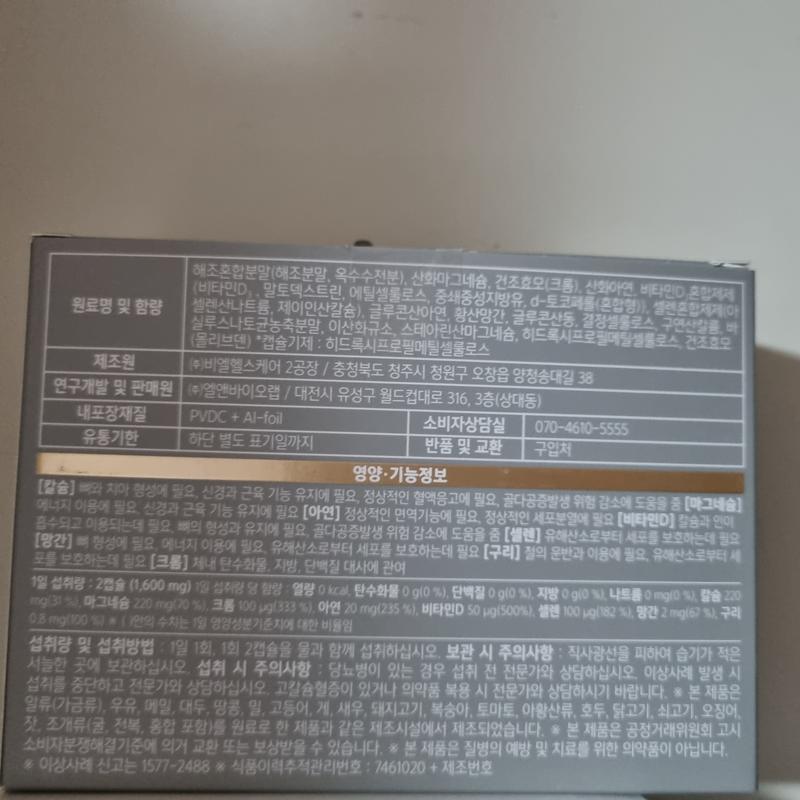 원료명 및 함량
해조혼합분말(해조분말, 옥수수전분), 산화마그네슘, 건조효모(크롬), 산화아연, 비타민D₃혼합제제
(비타민D₃, 말토덱스트린, 에틸셀룰로스, 중쇄중성지방유, d-토코페롤(혼합형)), 셀렌혼합제제(아
셀렌산나트륨, 제이인산칼슘), 글루콘산아연, 황산망간, 글루콘산동, 결정셀룰로스, 구연산칼륨, 바
실루스나토균농축분말, 이산화규소, 스테아린산마그네슘, 히드록시프로필메틸셀룰로스, 건조효모
(몰리브덴) *캡슐기제 : 히드록시프로필메틸셀룰로스
제조원 ㈜비엘헬스케어 2공장 / 충청북도 청주시 청원구 오창읍 양청송대길 38
연구개발 및 판매원 ㈜엘앤바이오랩 / 대전시 유성구 월드컵대로 316, 3층(상대동)
내포장재질 PVDC + Al-foil 소비자상담실 070-4610-5555
유통기한 하단 별도 표기일까지 반품 및 교환 구입처
영양·기능정보
[칼슘] 뼈와 치아 형성에 필요, 신경과 근육 기능 유지에 필요, 정상적인 혈액응고에 필요, 골다공증발생 위험 감소에 도움을 줌 [마그네슘]
에너지 이용에 필요, 신경과 근육 기능 유지에 필요 [아연] 정상적인 면역기능에 필요, 정상적인 세포분열에 필요 [비타민D] 칼슘과 인이
흡수되고 이용되는데 필요, 뼈의 형성과 유지에 필요, 골다공증발생 위험 감소에 도움을 줌 [셀렌] 유해산소로부터 세포를 보호하는데 필요
[망간] 뼈 형성에 필요, 에너지 이용에 필요, 유해산소로부터 세포를 보호하는데 필요 [구리] 철의 운반과 이용에 필요, 유해산소로부터 세
포를 보호하는데 필요 [크롬] 체내 탄수화물, 지방, 단백질 대사에 관여
1일 섭취량 : 2캡슐 (1,600 mg) 1일 섭취량 당 함량 : 열량 0 kcal, 탄수화물 0 g(0 %), 단백질 0 g(0 %), 지방 0 g(0 %), 나트륨 0 mg(0 %), 칼슘 220
mg(31 %), 마그네슘 220 mg(70 %), 크롬 100 μg(333 %), 아연 20 mg(235 %), 비타민D 50 μg(500%), 셀렌 100 μg(182 %), 망간 2 mg(67 %), 구리
0.8 mg(100 %) ※ ( )안의 수치는 1일 영양성분기준치에 대한 비율임
섭취량 및 섭취방법 : 1일 1회, 1회 2캡슐을 물과 함께 섭취하십시오. 보관 시 주의사항 : 직사광선을 피하여 습기가 적은
서늘한 곳에 보관하십시오. 섭취 시 주의사항 : 당뇨병이 있는 경우 섭취 전 전문가와 상담하십시오. 이상사례 발생 시
섭취를 중단하고 전문가와 상담하십시오. 고칼슘혈증이 있거나 의약품 복용 시 전문가와 상담하시기 바랍니다. ※ 본 제품은
알류(가금류), 우유, 메밀, 대두, 땅콩, 밀, 고등어, 게, 새우, 돼지고기, 복숭아, 토마토, 아황산류, 호두, 닭고기, 쇠고기, 오징어,
잣, 조개류(굴, 전복, 홍합 포함)를 원료로 한 제품과 같은 제조시설에서 제조되었습니다. ※ 본 제품은 공정거래위원회 고시
소비자분쟁해결기준에 의거 교환 또는 보상받을 수 있습니다. ※ 본 제품은 질병의 예방 및 치료를 위한 의약품이 아닙니다.
※ 이상사례 신고는 1577-2488 ※ 식품이력추적관리번호 : 7461020 + 제조번호